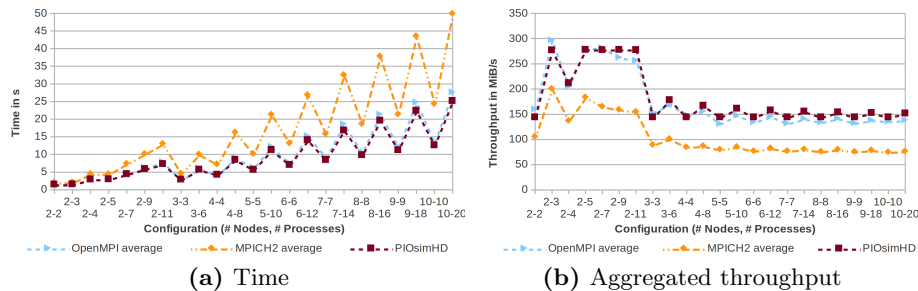 50
45
40
35
30
25
20
15
10
5
0
Time in s
2-3 2-5 2-9 3-3 4-4 5-5 6-6 7-7 8-8 9-9 10-10
2-2 2-4 2-7 2-11 3-6 4-8 5-10 6-12 7-14 8-16 9-18 10-20
Configuration (# Nodes, # Processes)
OpenMPI average MPICH2 average PIOsimHD
(a) Time
350
300
250
200
150
100
50
0
Throughput in MiB/s
2-3 2-5 2-9 3-3 4-4 5-5 6-6 7-7 8-8 9-9 10-10
2-2 2-4 2-7 2-11 3-6 4-8 5-10 6-12 7-14 8-16 9-18 10-20
Configuration (# Nodes, # Processes)
OpenMPI average MPICH2 average PIOsimHD
(b) Aggregated throughput